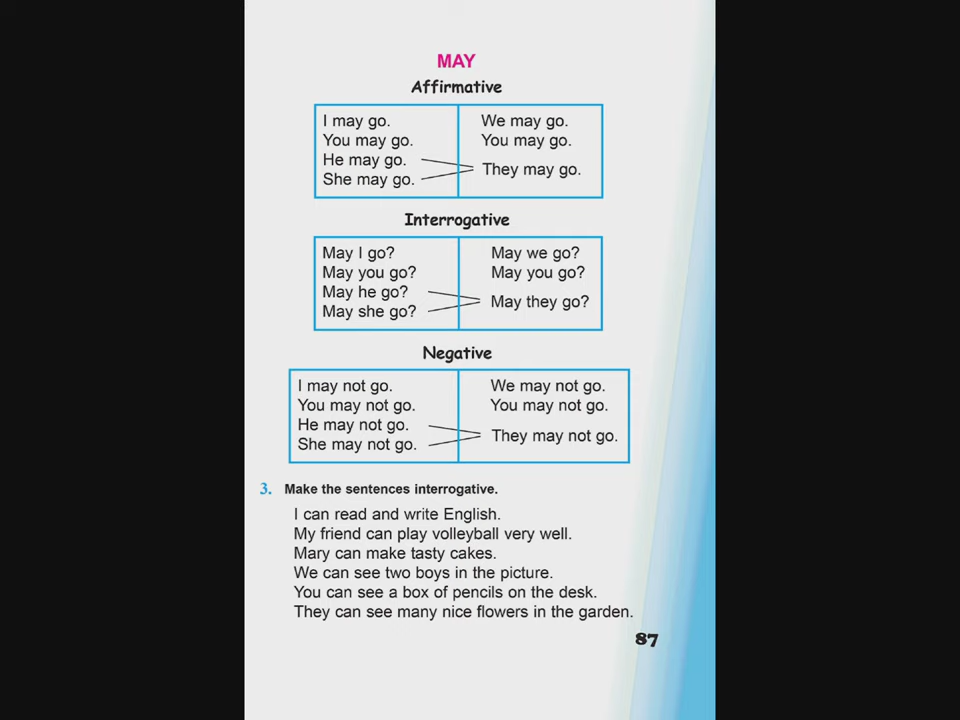 MAY
Affirmative
I may go.
You may go.
He may go.
She may go.
We may go.
You may go.
They may go.
Interrogative
May I go?
May you go?
May he go?
May she go?
May we go?
May you go?
May they go?
Negative
I may not go.
You may not go.
He may not go.
She may not go.
We may not go.
You may not go.
They may not go.
3. Make the sentences interrogative.
I can read and write English.
My friend can play volleyball very well.
Mary can make tasty cakes.
We can see two boys in the picture.
You can see a box of pencils on the desk.
They can see many nice flowers in the garden.
87